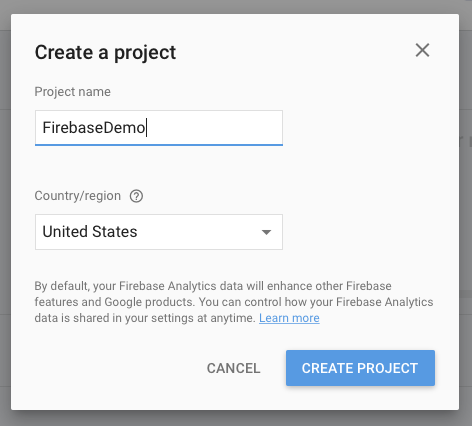 Create a project
Project name
FirebaseDemo
Country/region
United States
By default, your Firebase Analytics data will enhance other Firebase
features and Google products. You can control how your Firebase Analytics
data is shared in your settings at anytime. Learn more
CANCEL
CREATE PROJECT